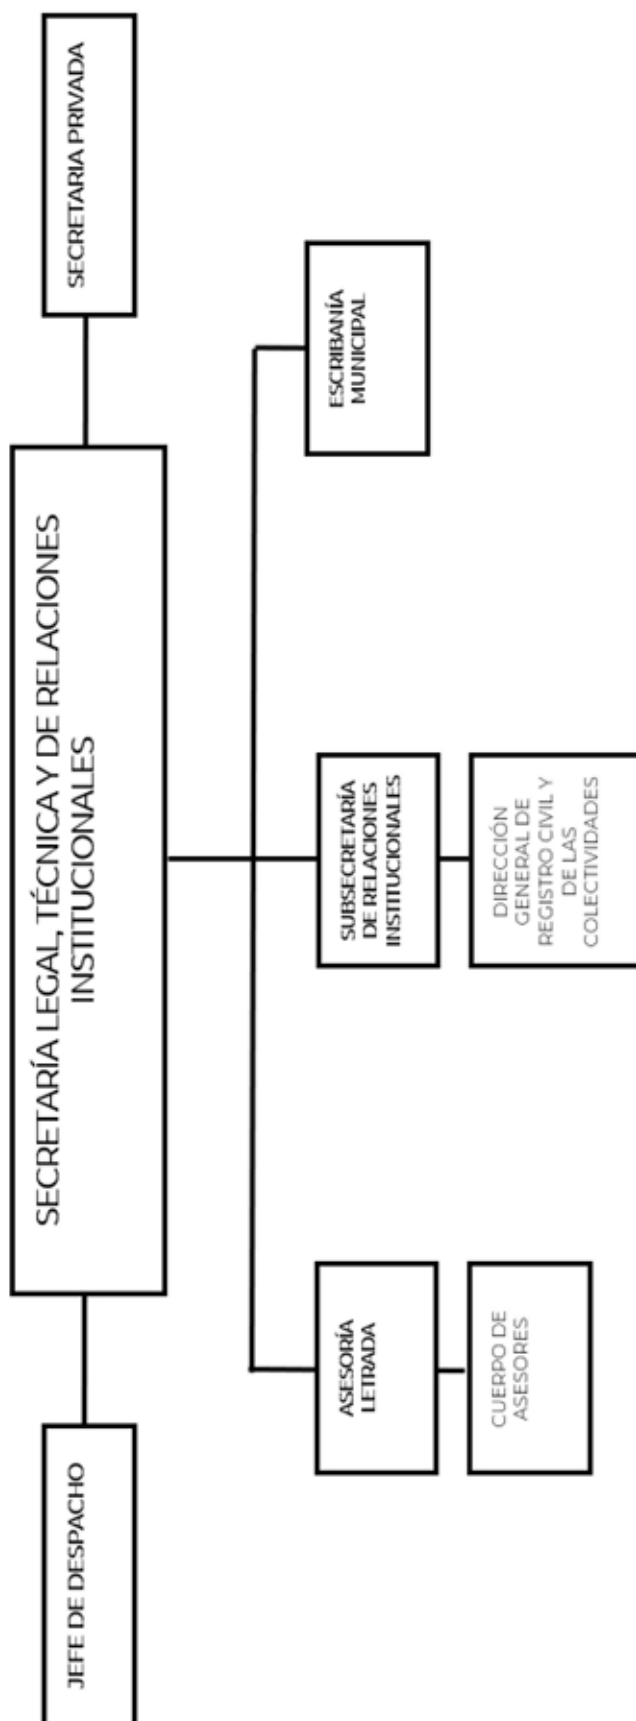 JEFE DE DESPACHO
SECRETARÍA LEGAL, TÉCNICA Y DE RELACIONES
INSTITUCIONALES
SECRETARIA PRIVADA
ASESORÍA
LETRADA
SUBSECRETARÍA
DE RELACIONES
INSTITUCIONALES
ESCRIBANÍA
MUNICIPAL
CUERPO DE
ASESORES
DIRECCIÓN
GENERAL DE
REGISTRO CIVIL Y
DE LAS
COLECTIVIDADES